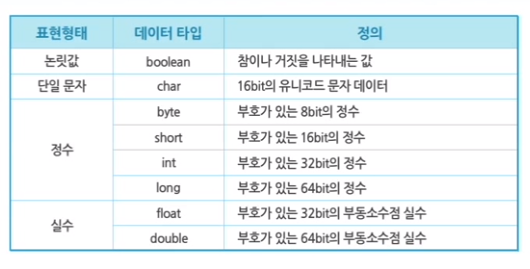 표현형태 데이터 타입 정의
논릿값 boolean 참이나 거짓을 나타내는 값
단일 문자 char 16bit의 유니코드 문자 데이터
정수 byte 부호가 있는 8bit의 정수
short 부호가 있는 16bit의 정수
int 부호가 있는 32bit의 정수
long 부호가 있는 64bit의 정수
실수 float 부호가 있는 32bit의 부동소수점 실수
double 부호가 있는 64bit의 부동소수점 실수